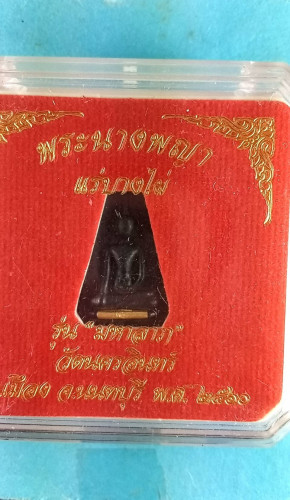 พระนางพญา
แร่บางไผ่
รุ่น "มหาลาภ"
วัดนครอินทร์
เมือง จ.นนทบุรี พ.ศ. ๒๕๖๐